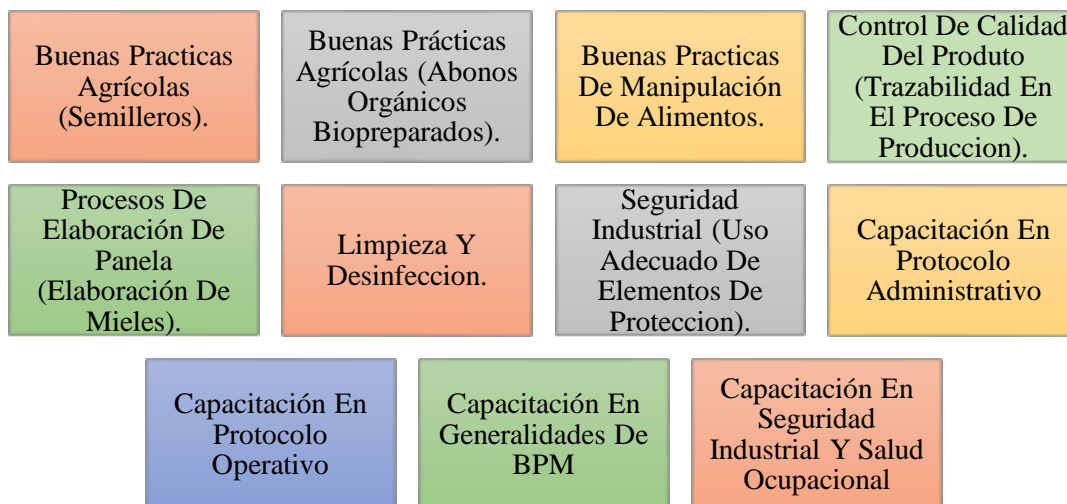 Buenas Practicas
Agrícolas
(Semilleros).
Buenas Prácticas
Agrícolas (Abonos
Orgánicos
Biopreparados).
Buenas Practicas
De Manipulación
De Alimentos.
Control De Calidad
Del Produto
(Trazabilidad En
El Proceso De
Produccion).
Procesos De
Elaboración De
Panela
(Elaboración De
Mieles).
Limpieza Y
Desinfeccion.
Seguridad
Industrial (Uso
Adecuado De
Elementos De
Proteccion).
Capacitación En
Protocolo
Administrativo
Capacitación En
Protocolo
Operativo
Capacitación En
Generalidades De
BPM
Capacitación En
Seguridad
Industrial Y Salud
Ocupacional